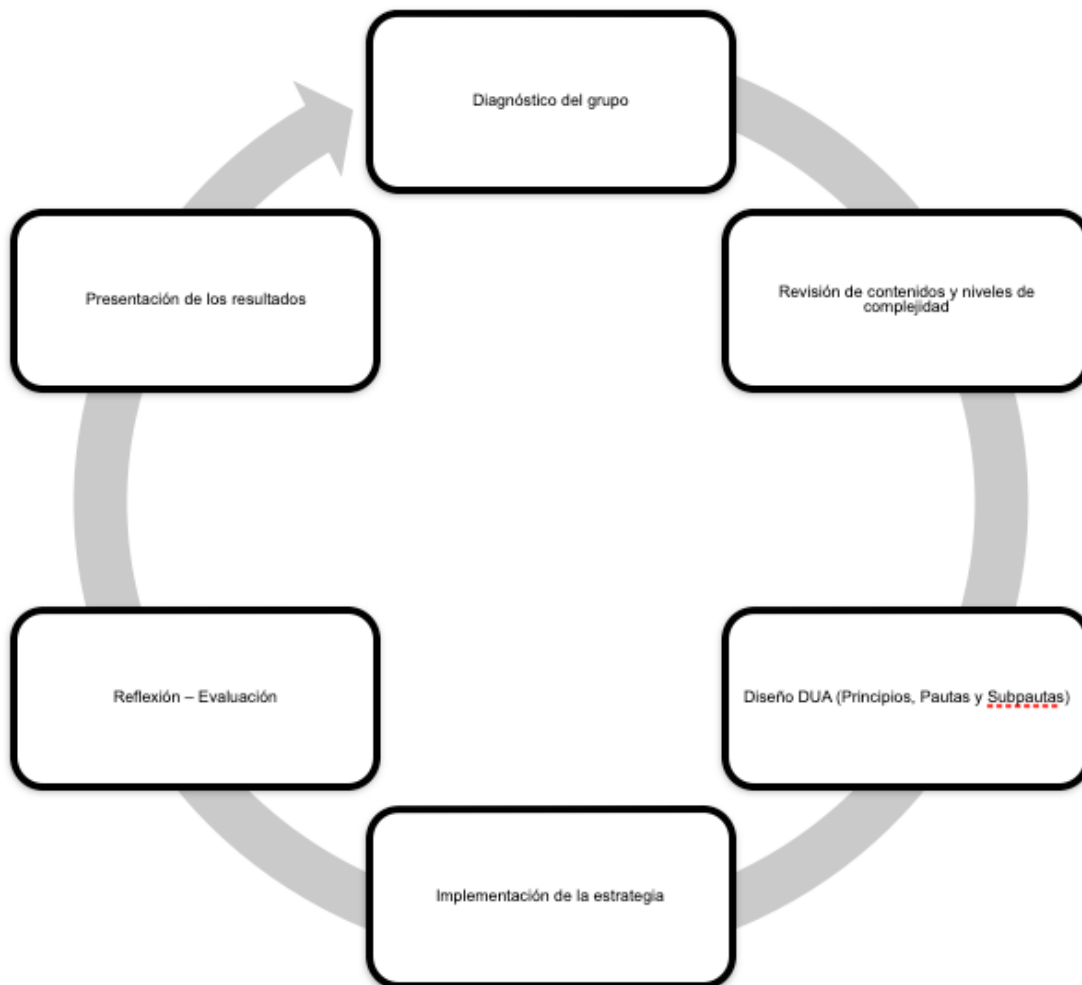 Diagnóstico del grupo
Revisión de contenidos y niveles de
complejidad
Diseño DUA (Principios, Pautas y Subpautas)
Implementación de la estrategia
Reflexión – Evaluación
Presentación de los resultados